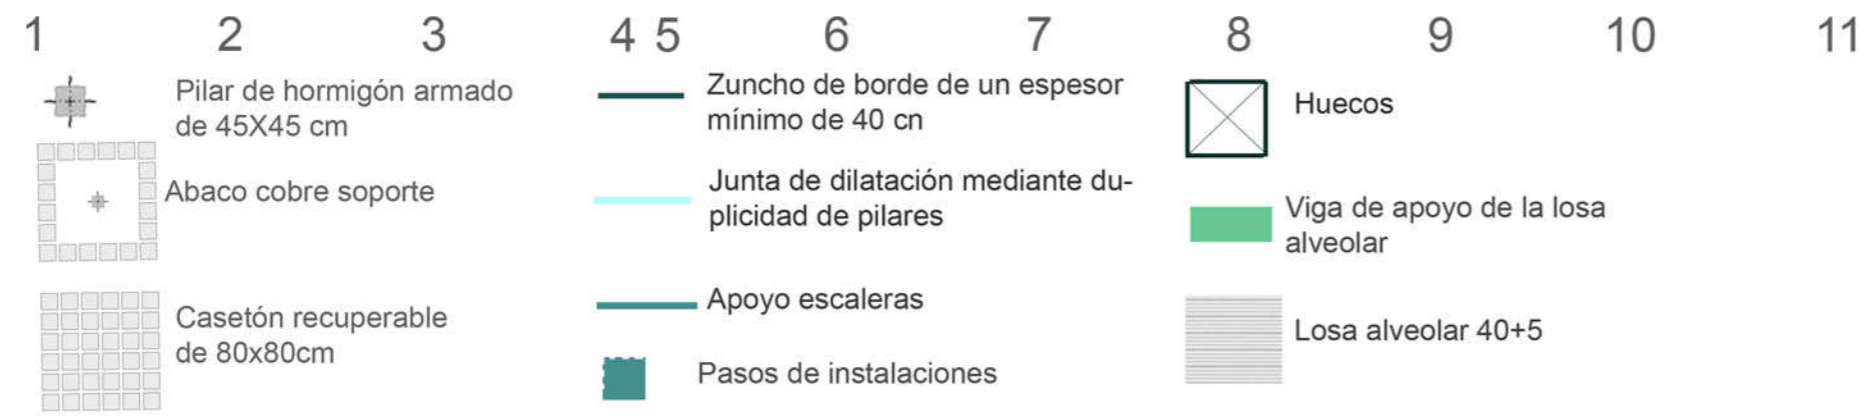 1 2 3 4 5 6 7 8 9 10 11
Pilar de hormigón armado
de 45X45 cm
Abaco cobre soporte
Casetón recuperable
de 80x80cm
Zuncho de borde de un espesor
mínimo de 40 cn
Junta de dilatación mediante du-
plicidad de pilares
Apoyo escaleras
Pasos de instalaciones
Huecos
Viga de apoyo de la losa
alveolar
Losa alveolar 40+5